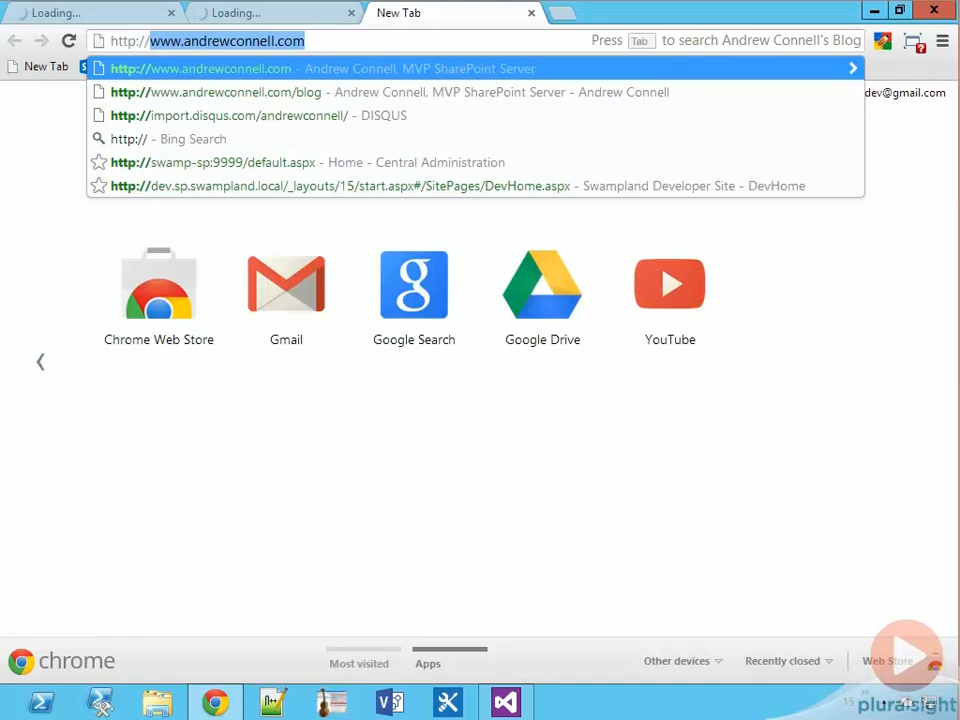 Loading...
Loading...
New Tab
http://www.andrewconnell.com
Press Tab to search Andrew Connell's Blog
New Tab
http://www.andrewconnell.com - Andrew Connell, MVP SharePoint Server
http://www.andrewconnell.com/blog - Andrew Connell, MVP SharePoint Server - Andrew Connell
dev@gmail.com
http://import.disqus.com/andrewconnell/ - DISQUS
http:// - Bing Search
http://swamp-sp:9999/default.aspx - Home - Central Administration
http://dev.sp.swampland.local/_layouts/15/start.aspx#/SitePages/DevHome.aspx - Swampland Developer Site - DevHome
Chrome Web Store
Gmail
Google Search
Google Drive
YouTube
chrome
Most visited
Apps
Other devices
Recently closed
Web Store
pluralsight